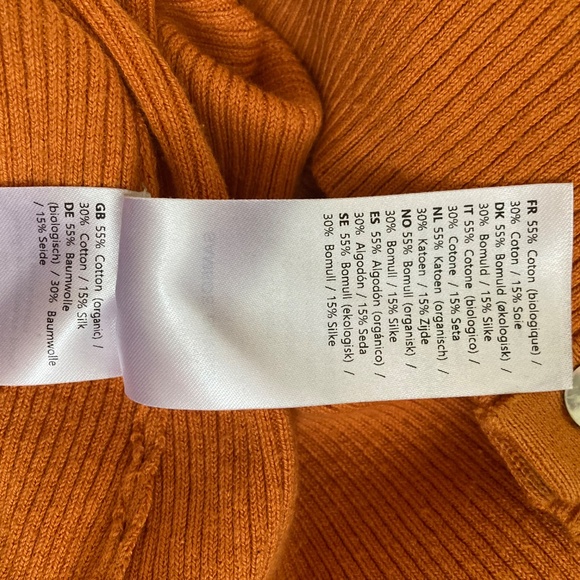 GB 55% Cotton (organic) /
30% Cotton / 15% Silk
DE 55% Baumwolle
(biologisch) / 30% Baumwolle
/ 15% Seide
FR 55% Coton (biologique) /
30% Coton / 15% Soie
DK 55% Bomuld (økologisk) /
30% Bomuld / 15% Silke
IT 55% Cotone (biologico) /
30% Cotone / 15% Seta
NL 55% Katoen (organisch) /
30% Katoen / 15% Zijde
NO 55% Bomull (organisk) /
30% Bomull / 15% Silke
ES 55% Algodón (orgánico) /
30% Algodón / 15% Seda
SE 55% Bomull (ekologisk) /
30% Bomull / 15% Silke